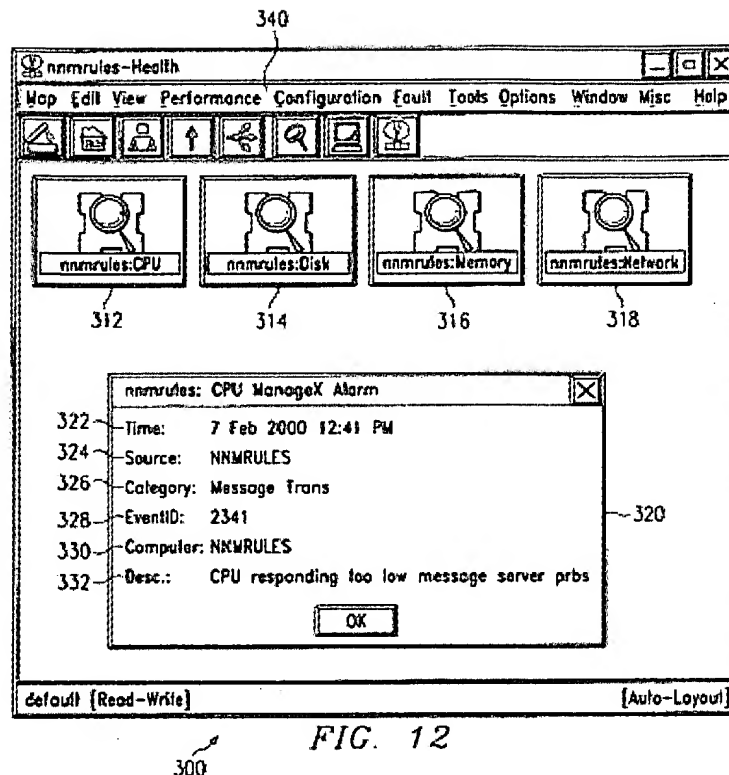 340
nnmrules-Health
Map Edit View Performance Configuration Fault Tools Options Window Misc Help
nnmrules:CPU nnmrules:Disk nnmrules:Memory nnmrules:Network
312 314 316 318
nnmrules: CPU ManageX Alarm
322 Time: 7 Feb 2000 12:41 PM
324 Source: NNMRULES
326 Category: Message Trans
328 EventID: 2341
320
330 Computer: NNMRULES
332 Desc.: CPU responding too low message server prbs
OK
default [Read-Write] [Auto-Layout]
FIG. 12
300